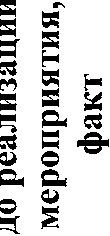 До реализации
мероприятия,
факт